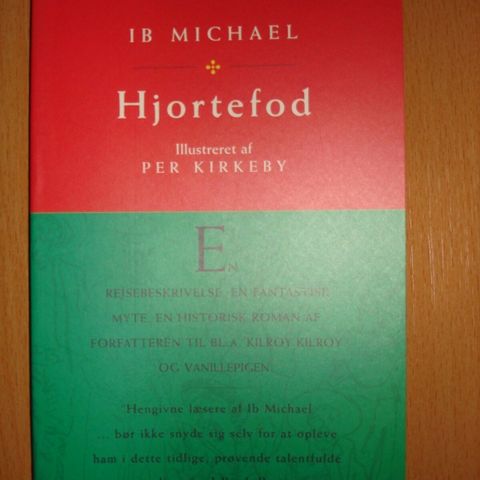 IB MICHAEL
Hjortefod
Illustreret af
PER KIRKEBY
EN
REJSEBESKRIVELSE, EN FANTASTISK
MYTE, EN HISTORISK ROMAN AF
FORFATTEREN TIL BL.A. KILROY KILROY
OG VANILLEPIGEN.
"Hengivne læsere af Ib Michael
... bør ikke snyde sig selv for at opleve
ham i dette tidlige, prøvende talentfulde